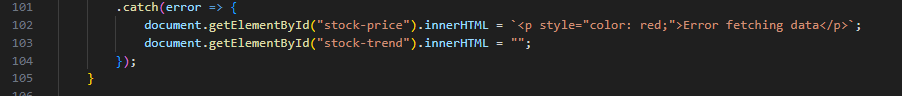 101 .catch(error => {
102 document.getElementById("stock-price").innerHTML = `<p style="color: red;">Error fetching data</p>`;
103 document.getElementById("stock-trend").innerHTML = "";
104 });
105 }
106